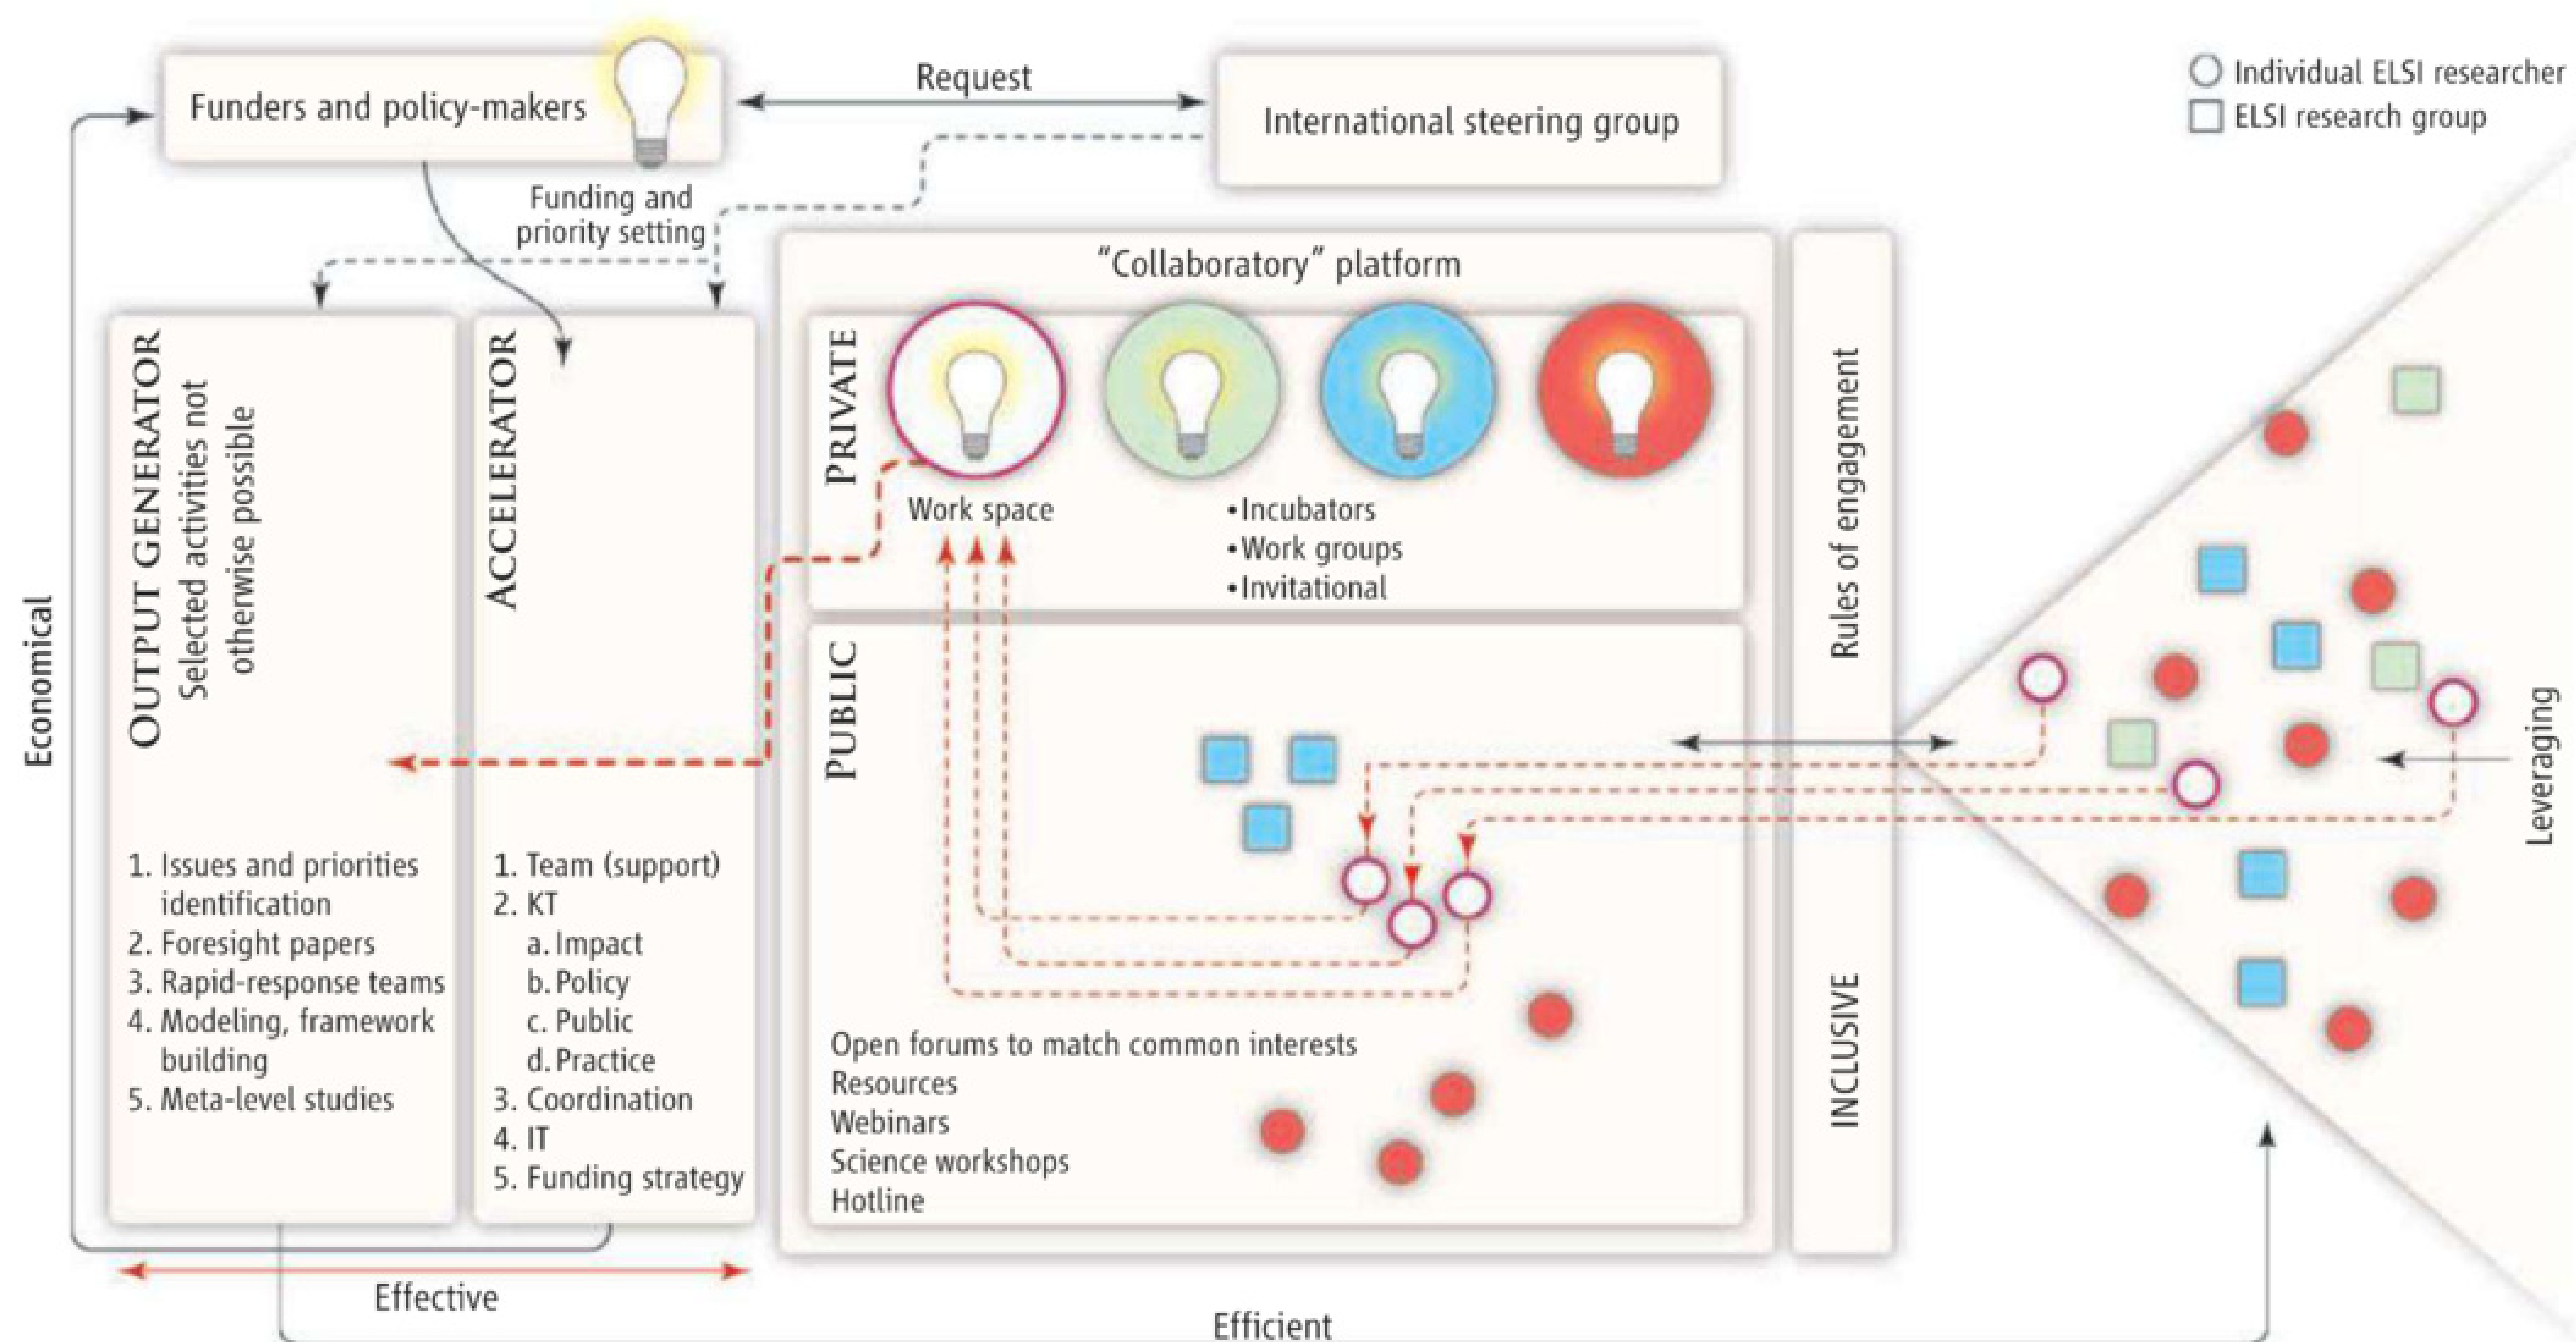 Funders and policy-makers
Request
International steering group
Individual ELSI researcher
ELSI research group
Funding and
priority setting
"Collaboratory" platform
Economical
OUTPUT GENERATOR
Selected activities not
otherwise possible
1. Issues and priorities
identification
2. Foresight papers
3. Rapid-response teams
4. Modeling, framework
building
5. Meta-level studies
ACCELERATOR
1. Team (support)
2. KT
a. Impact
b. Policy
c. Public
d. Practice
3. Coordination
4. IT
5. Funding strategy
PRIVATE
Work space
•Incubators
•Work groups
•Invitational
PUBLIC
Open forums to match common interests
Resources
Webinars
Science workshops
Hotline
Rules of engagement
INCLUSIVE
Leveraging
Effective
Efficient